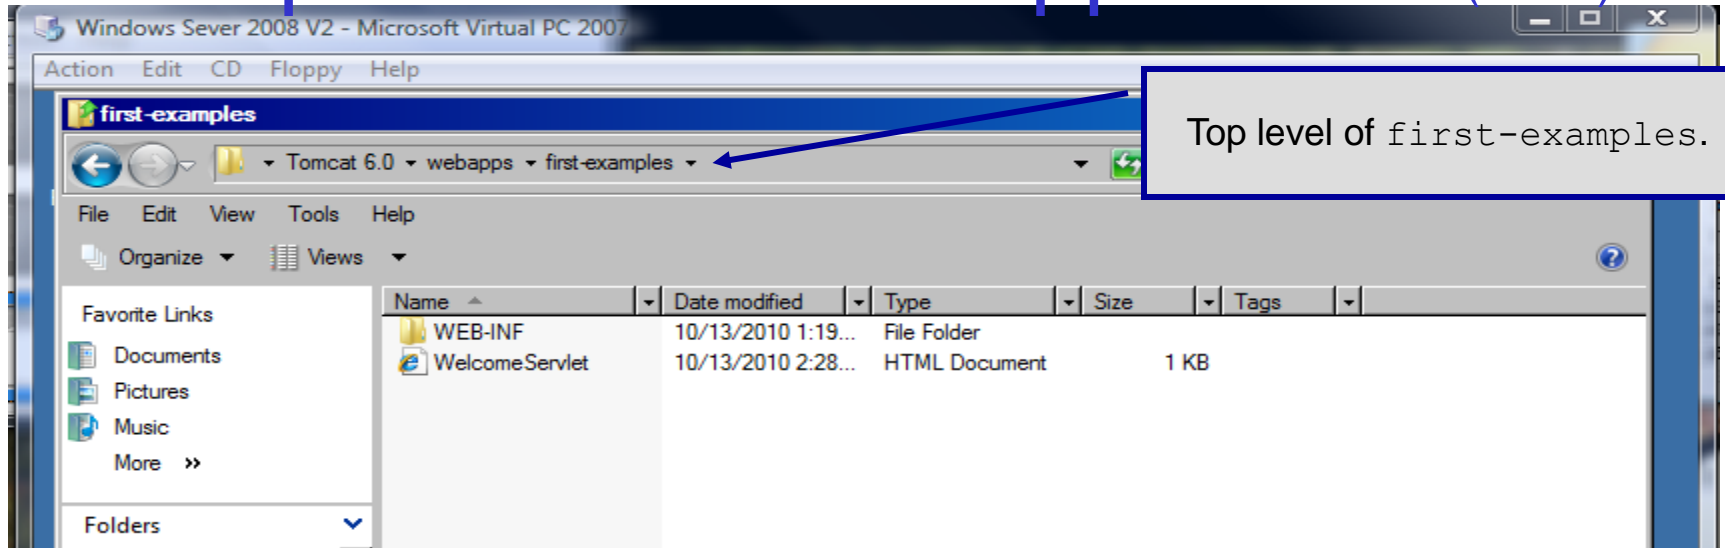 Windows Sever 2008 V2 - Microsoft Virtual PC 2007
Action Edit CD Floppy Help
first-examples
Top level of first-examples.
Tomcat 6.0 webapps first-examples
File Edit View Tools Help
Organize Views
Favorite Links
Documents
Pictures
Music
More »
Folders
Name Date modified Type Size Tags
WEB-INF 10/13/2010 1:19... File Folder
WelcomeServlet 10/13/2010 2:28... HTML Document 1 KB